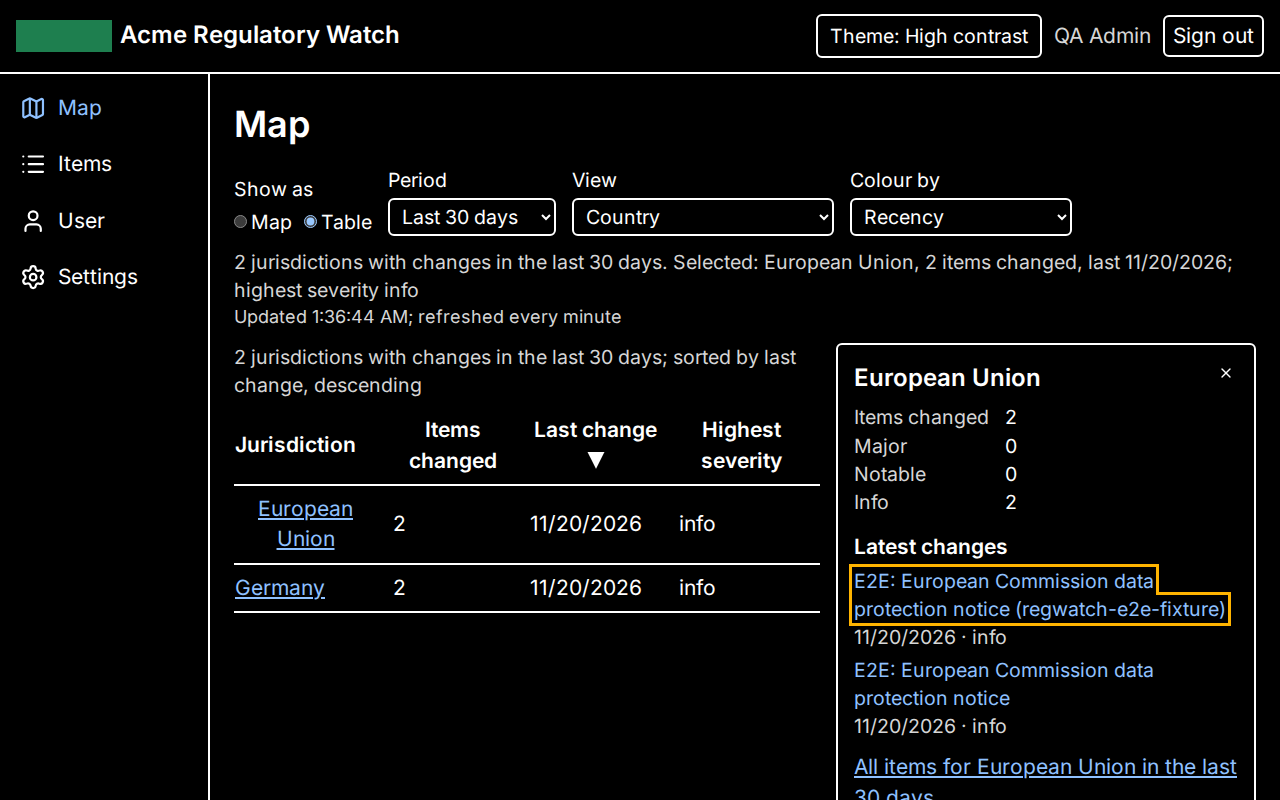 Acme Regulatory Watch
Theme: High contrast
QA Admin
Sign out
Map
Items
User
Settings
Map
Show as
Map
Table
Period
Last 30 days
View
Country
Colour by
Recency
2 jurisdictions with changes in the last 30 days. Selected: European Union, 2 items changed, last 11/20/2026;
highest severity info
Updated 1:36:44 AM; refreshed every minute
2 jurisdictions with changes in the last 30 days; sorted by last
change, descending
Jurisdiction
Items
changed
Last change
▼
Highest
severity
European
Union
2
11/20/2026
info
Germany
2
11/20/2026
info
European Union
×
Items changed 2
Major 0
Notable 0
Info 2
Latest changes
E2E: European Commission data
protection notice (regwatch-e2e-fixture)
11/20/2026 · info
E2E: European Commission data
protection notice
11/20/2026 · info
All items for European Union in the last
30 days